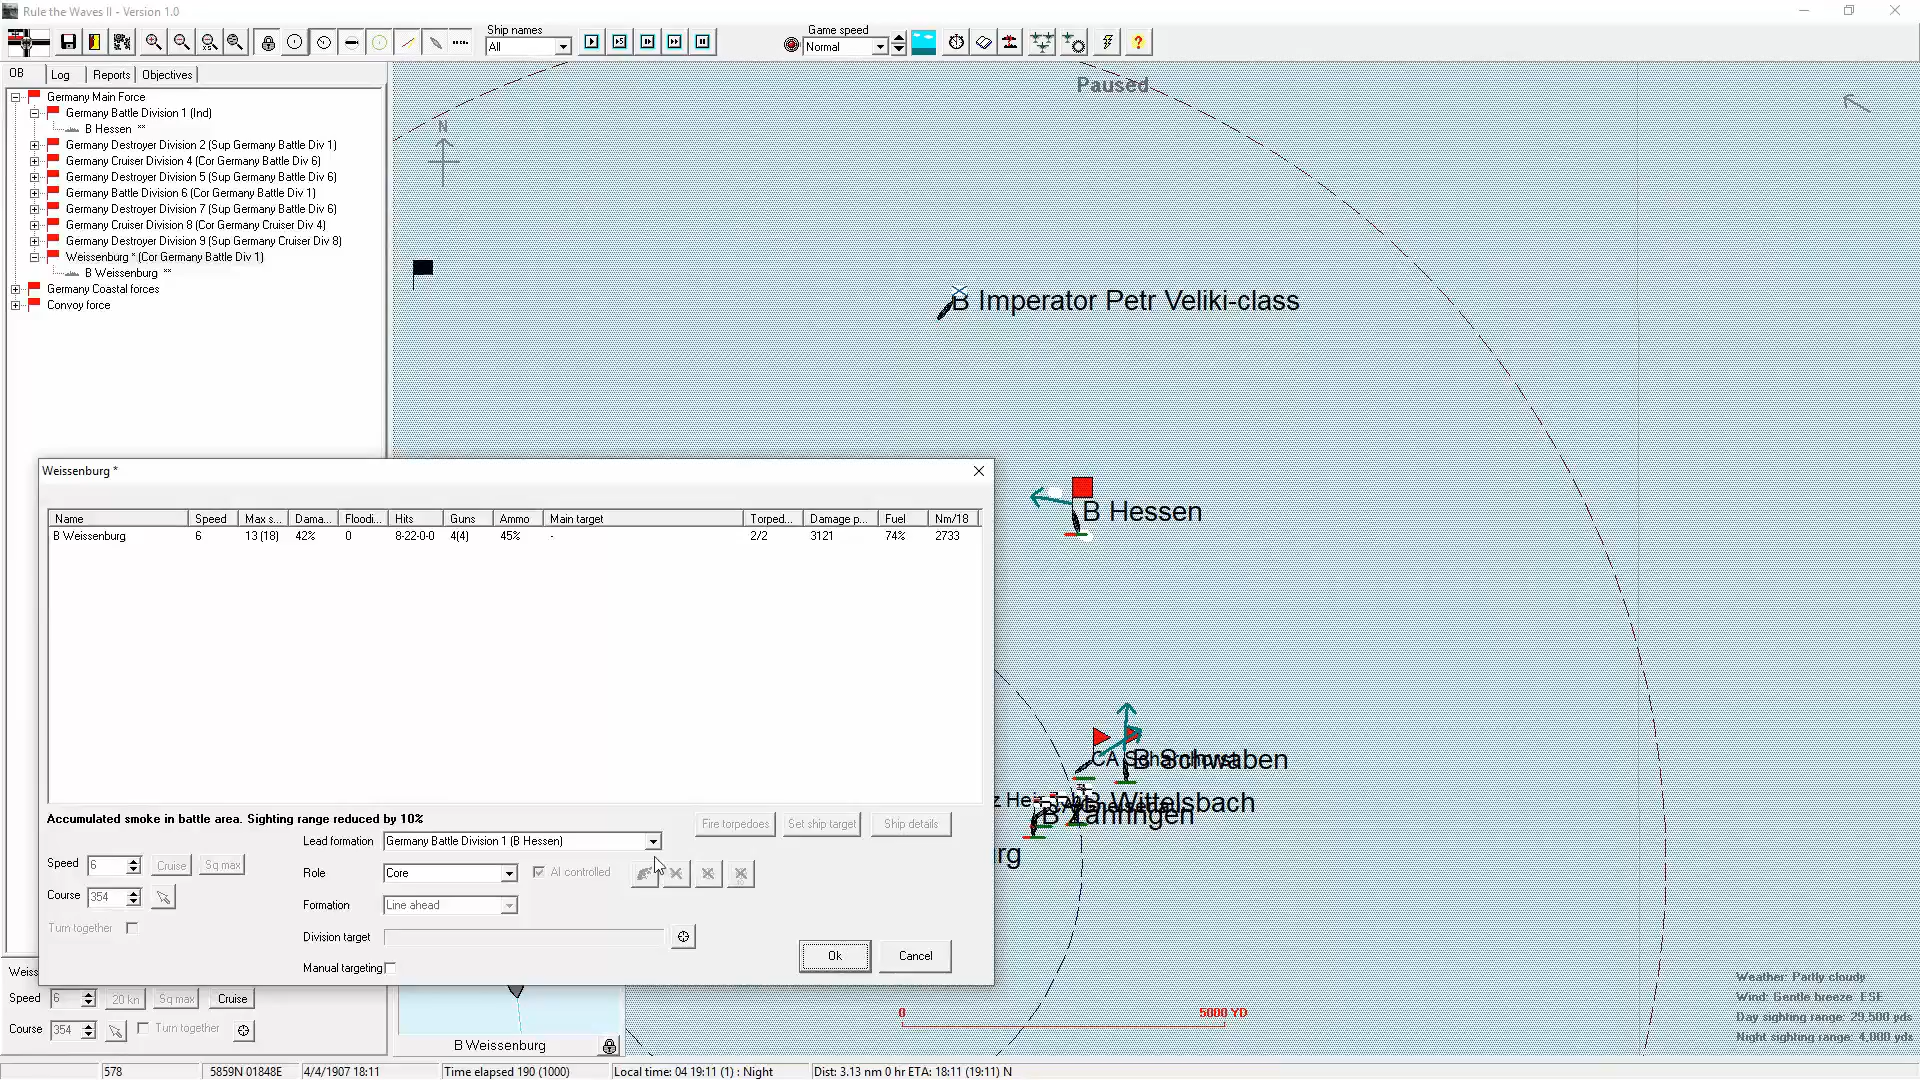 Rule the Waves II - Version 1.0
Ship names
All
Game speed
Normal
OB
Log
Reports
Objectives
Germany Main Force
Germany Battle Division 1 (Ind)
B Hessen **
Germany Destroyer Division 2 (Sup Germany Battle Div 1)
Germany Cruiser Division 4 (Cor Germany Battle Div 6)
Germany Destroyer Division 5 (Sup Germany Battle Div 6)
Germany Battle Division 6 (Cor Germany Battle Div 1)
Germany Destroyer Division 7 (Sup Germany Battle Div 6)
Germany Cruiser Division 8 (Cor Germany Cruiser Div 4)
Germany Destroyer Division 9 (Sup Germany Cruiser Div 8)
Weissenburg * (Cor Germany Battle Div 1)
B Weissenburg **
Germany Coastal forces
Convoy force
Paused
N
B Imperator Petr Veliki-class
B Hessen
B Schwaben
B Wittelsbach
B Zähringen
rg
Weissenburg *
Name Speed Max s... Dama... Floodi... Hits Guns Ammo Main target Torped... Damage p... Fuel Nm/18
B Weissenburg 6 13 (18) 42% 0 8-22-0-0 4(4) 45% - 2/2 3121 74% 2733
Accumulated smoke in battle area. Sighting range reduced by 10%
Fire torpedoes
Set ship target
Ship details
Lead formation
Germany Battle Division 1 (B Hessen)
Speed 6 Cruise Sq max
Role Core
AI controlled
Course 354
Formation Line ahead
Turn together
Division target
Manual targeting
Ok
Cancel
Weiss
Speed 6 20 kn Sq max Cruise
Course 354 Turn together
B Weissenburg
0 5000 YD
Weather: Partly cloudy
Wind: Gentle breeze ESE
Day sighting range: 29,500 yds
Night sighting range: 4,000 yds
578 5859N 01848E 4/4/1907 18:11 Time elapsed 190 (1000) Local time: 04 19:11 (1) : Night Dist: 3.13 nm 0 hr ETA: 18:11 (19:11) N